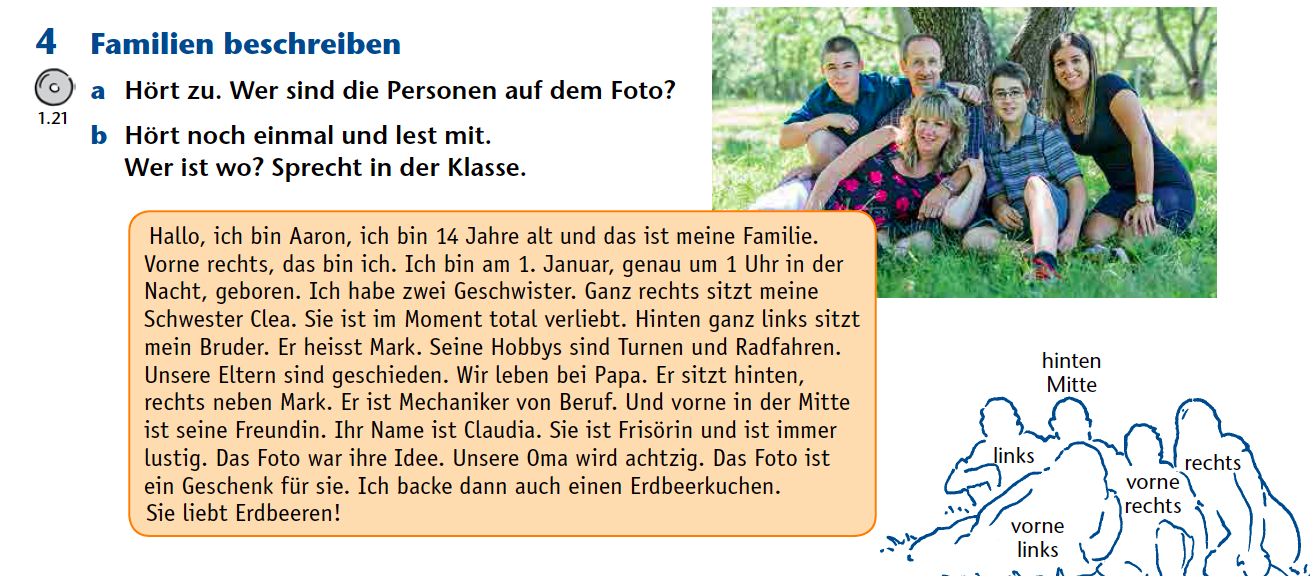 4 Familien beschreiben
a Hört zu. Wer sind die Personen auf dem Foto?
1.21
b Hört noch einmal und lest mit.
Wer ist wo? Sprecht in der Klasse.
Hallo, ich bin Aaron, ich bin 14 Jahre alt und das ist meine Familie.
Vorne rechts, das bin ich. Ich bin am 1. Januar, genau um 1 Uhr in der
Nacht, geboren. Ich habe zwei Geschwister. Ganz rechts sitzt meine
Schwester Clea. Sie ist im Moment total verliebt. Hinten ganz links sitzt
mein Bruder. Er heisst Mark. Seine Hobbys sind Turnen und Radfahren.
Unsere Eltern sind geschieden. Wir leben bei Papa. Er sitzt hinten,
rechts neben Mark. Er ist Mechaniker von Beruf. Und vorne in der Mitte
ist seine Freundin. Ihr Name ist Claudia. Sie ist Frisörin und ist immer
lustig. Das Foto war ihre Idee. Unsere Oma wird achtzig. Das Foto ist
ein Geschenk für sie. Ich backe dann auch einen Erdbeerkuchen.
Sie liebt Erdbeeren!
hinten
Mitte
links
rechts
vorne
rechts
vorne
links